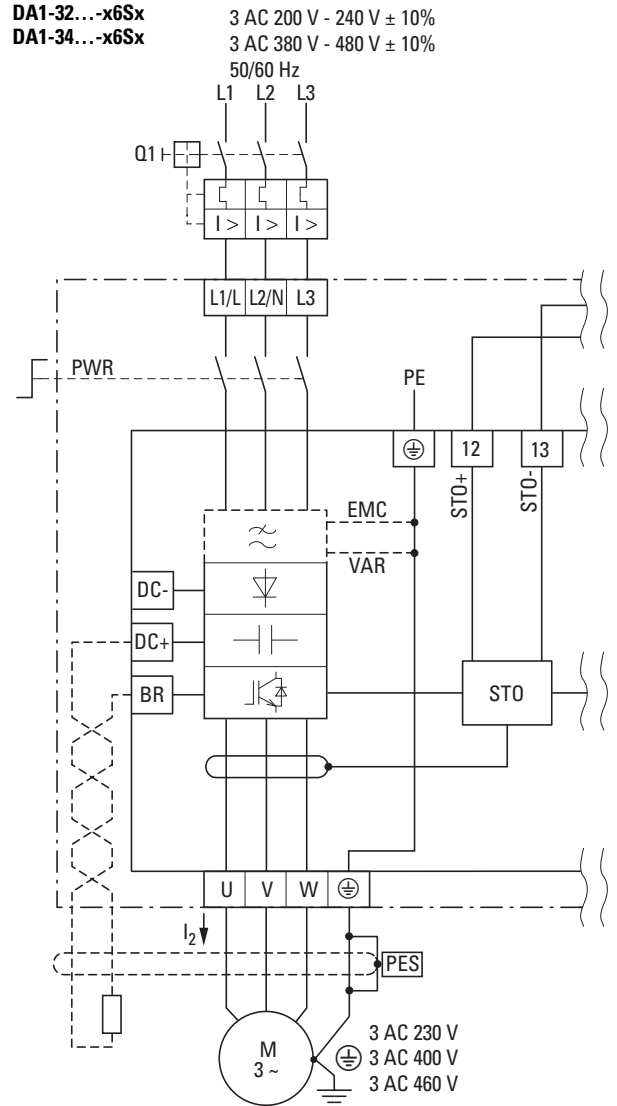 DA1-32…-x6Sx 3 AC 200 V - 240 V ± 10%
DA1-34…-x6Sx 3 AC 380 V - 480 V ± 10%
50/60 Hz
L1 L2 L3
Q1
I > I > I >
L1/L L2/N L3
PWR
PE
12 13
STO+ STO-
EMC
VAR
DC-
DC+
BR
STO
U V W
I2
PES
M
3 ~
3 AC 230 V
3 AC 400 V
3 AC 460 V